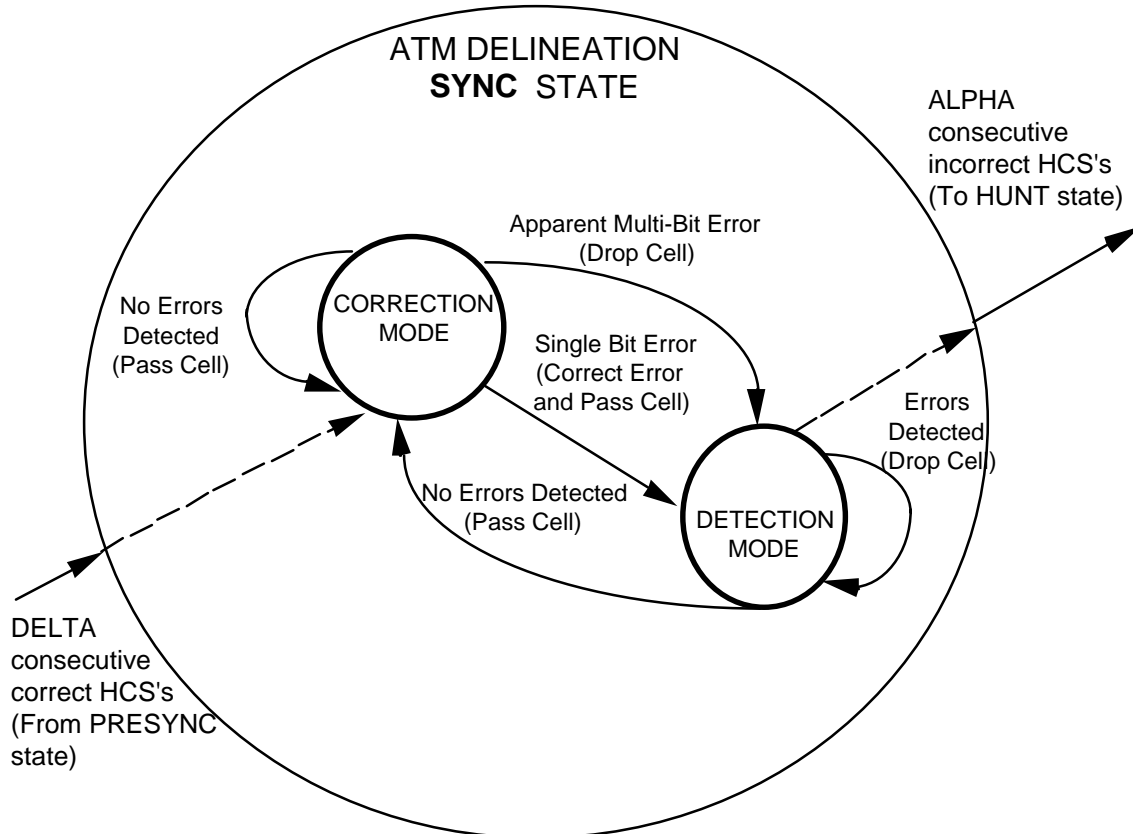 ATM DELINEATION
SYNC STATE
ALPHA
consecutive
incorrect HCS's
(To HUNT state)
Apparent Multi-Bit Error
(Drop Cell)
No Errors
Detected
(Pass Cell)
CORRECTION
MODE
Single Bit Error
(Correct Error
and Pass Cell)
Errors
Detected
(Drop Cell)
No Errors Detected
(Pass Cell)
DETECTION
MODE
DELTA
consecutive
correct HCS's
(From PRESYNC
state)